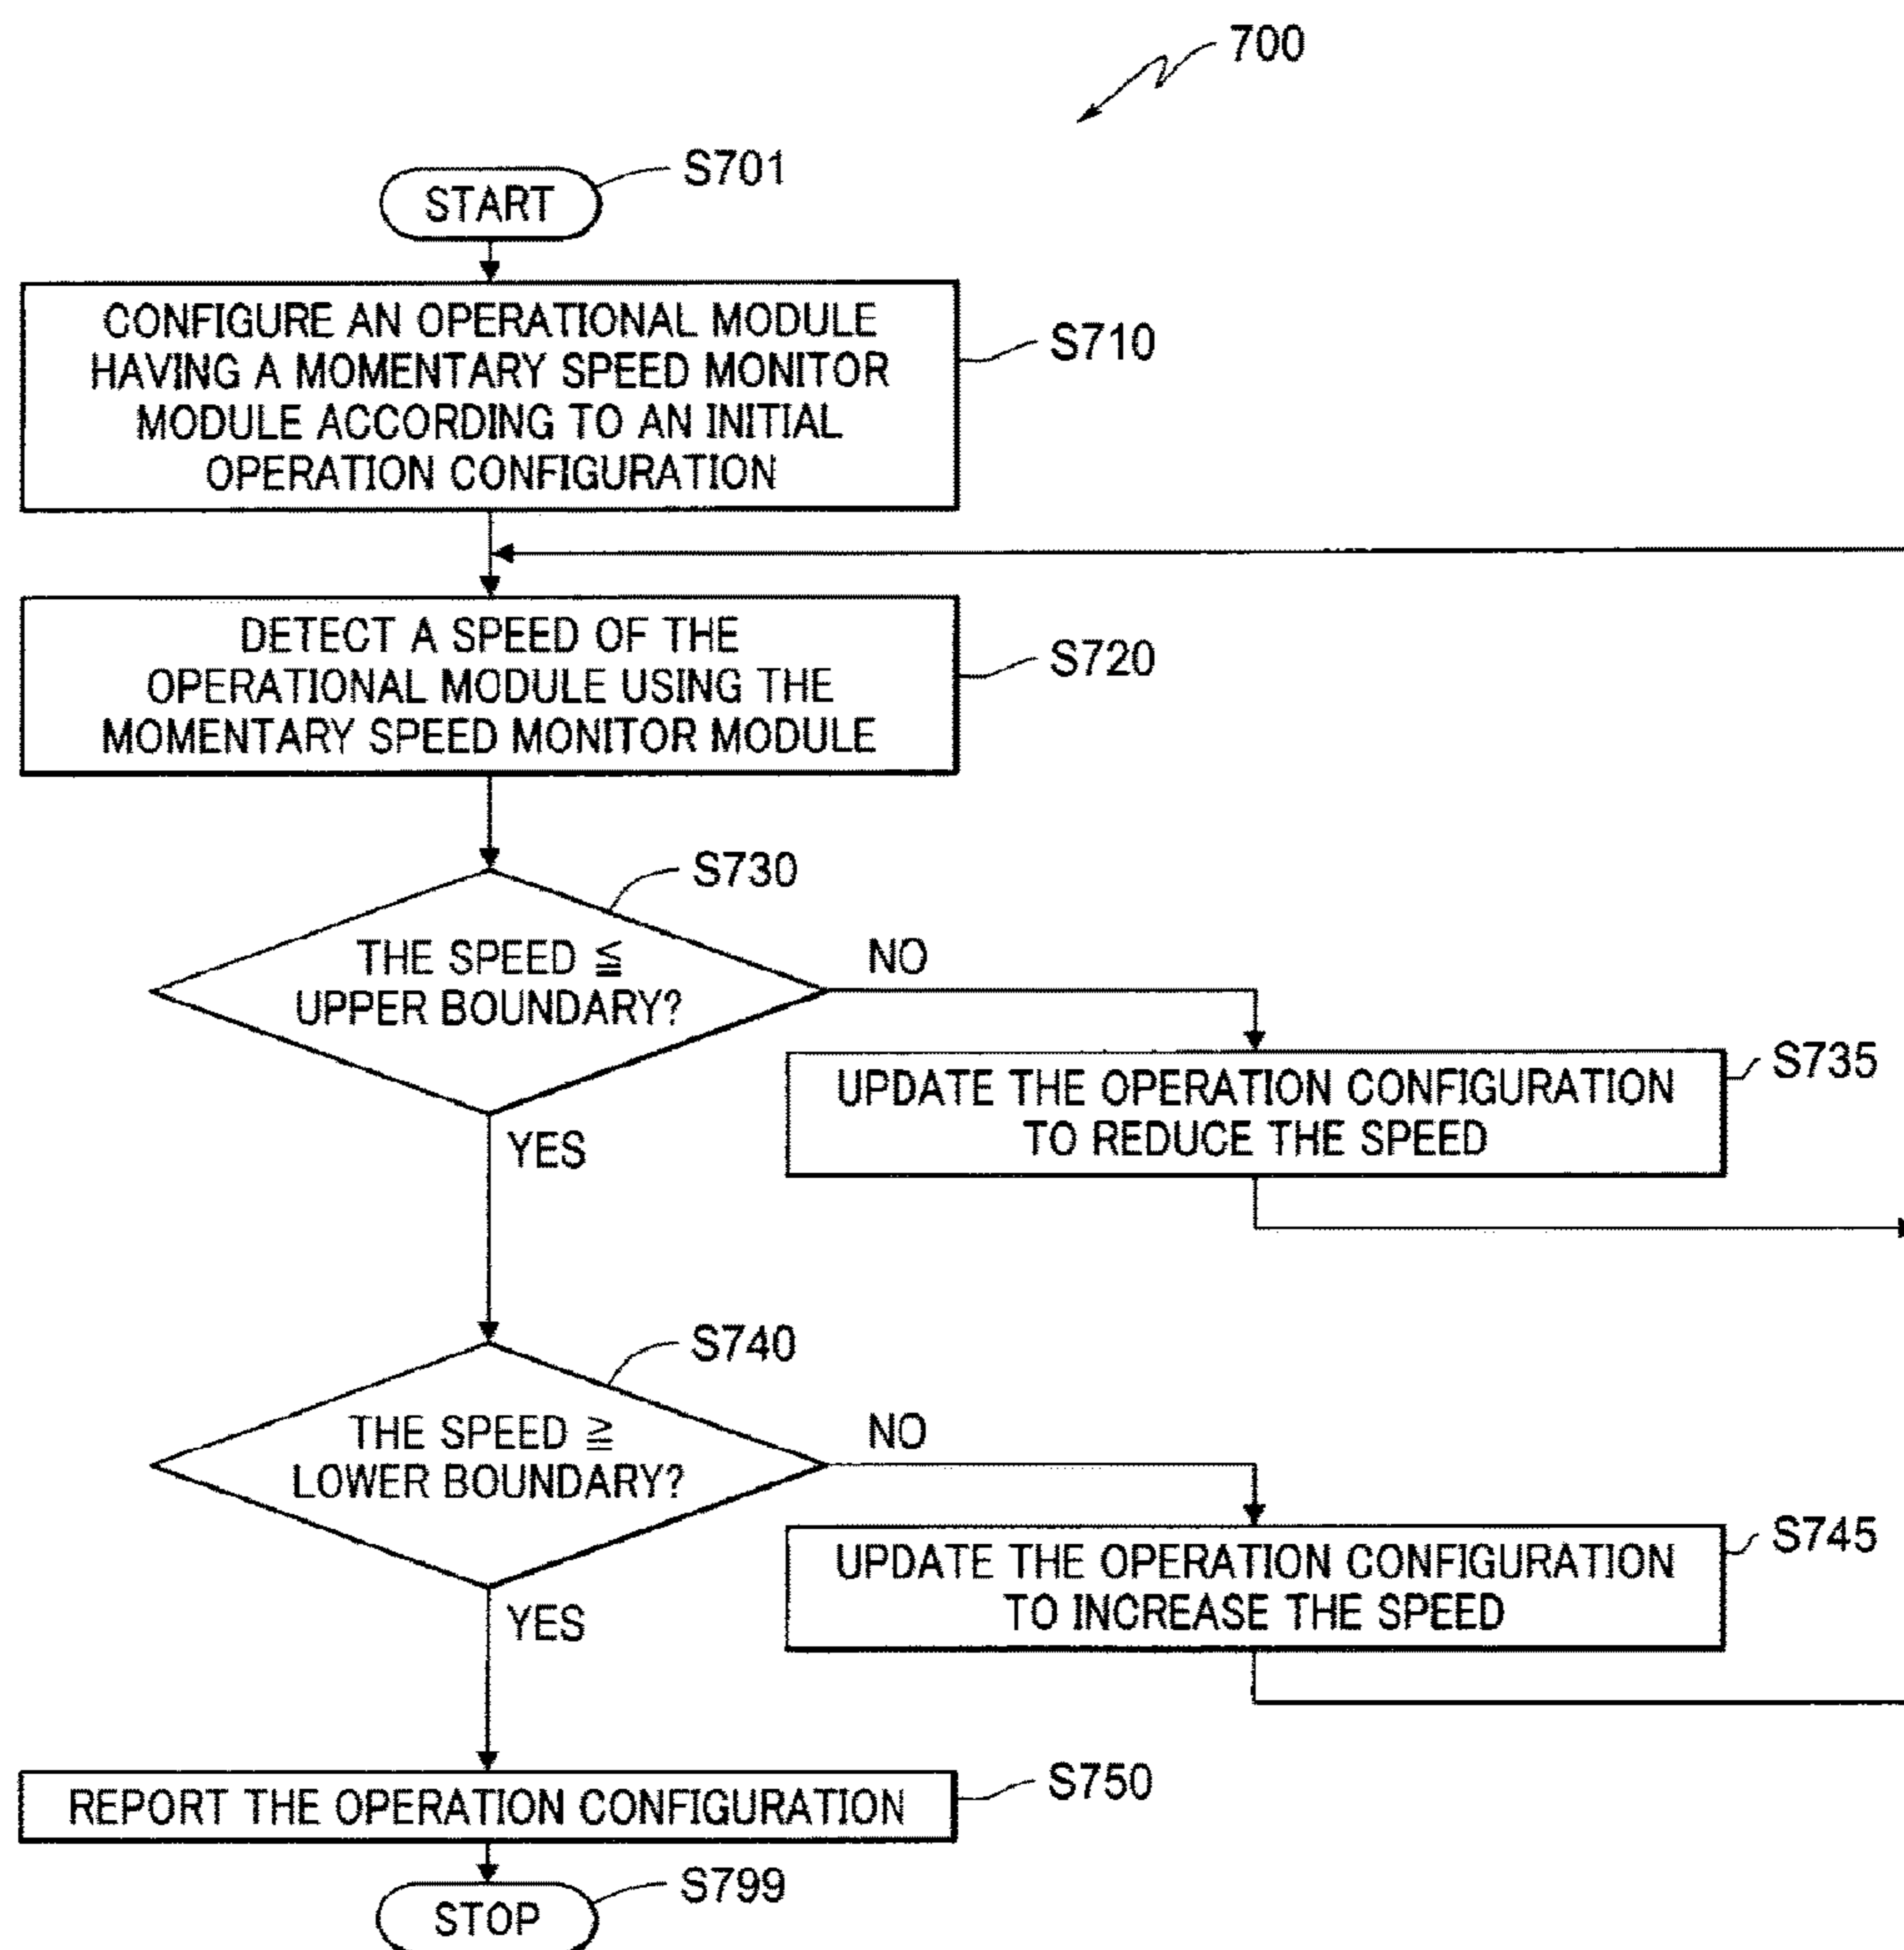 700
START
S701
CONFIGURE AN OPERATIONAL MODULE
HAVING A MOMENTARY SPEED MONITOR
MODULE ACCORDING TO AN INITIAL
OPERATION CONFIGURATION
S710
DETECT A SPEED OF THE
OPERATIONAL MODULE USING THE
MOMENTARY SPEED MONITOR MODULE
S720
S730
THE SPEED ≦
UPPER BOUNDARY?
NO
YES
UPDATE THE OPERATION CONFIGURATION
TO REDUCE THE SPEED
S735
S740
THE SPEED ≧
LOWER BOUNDARY?
NO
YES
UPDATE THE OPERATION CONFIGURATION
TO INCREASE THE SPEED
S745
REPORT THE OPERATION CONFIGURATION
S750
STOP
S799